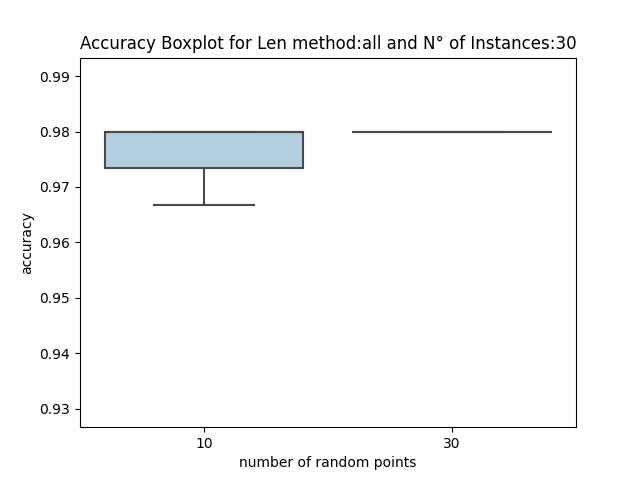 Accuracy Boxplot for Len method:all and N° of Instances:30
0.99
0.98
0.97
0.96
0.95
0.94
0.93
accuracy
10 30
number of random points